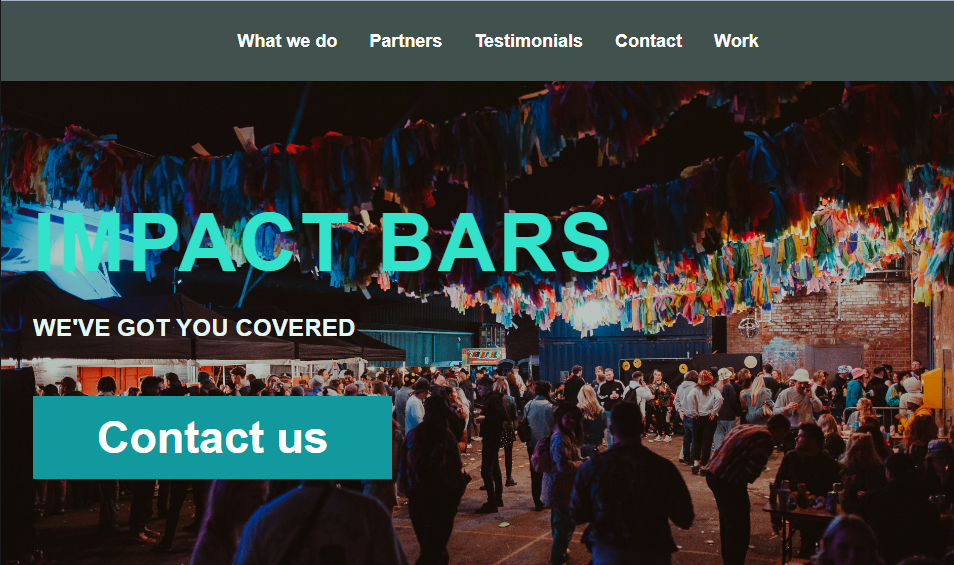 What we do Partners Testimonials Contact Work
IMPACT BARS
WE'VE GOT YOU COVERED
Contact us